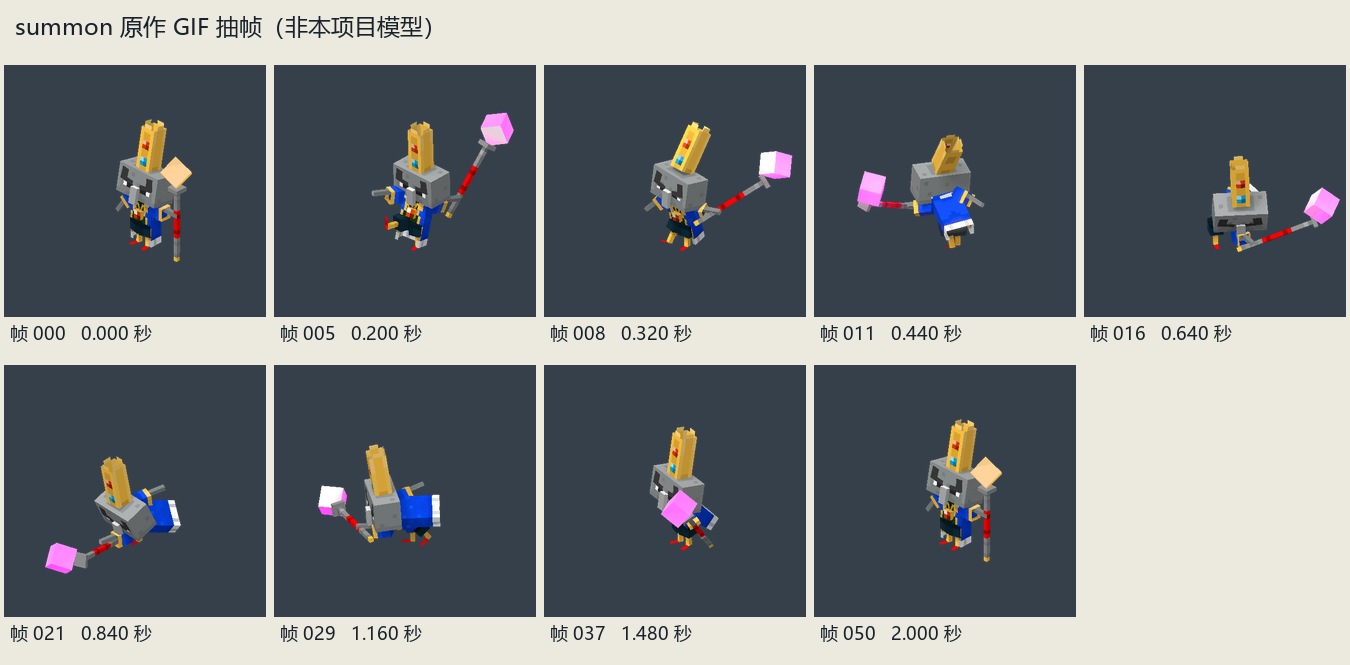 summon 原作 GIF 抽帧（非本项目模型）
帧 000 0.000 秒
帧 005 0.200 秒
帧 008 0.320 秒
帧 011 0.440 秒
帧 016 0.640 秒
帧 021 0.840 秒
帧 029 1.160 秒
帧 037 1.480 秒
帧 050 2.000 秒